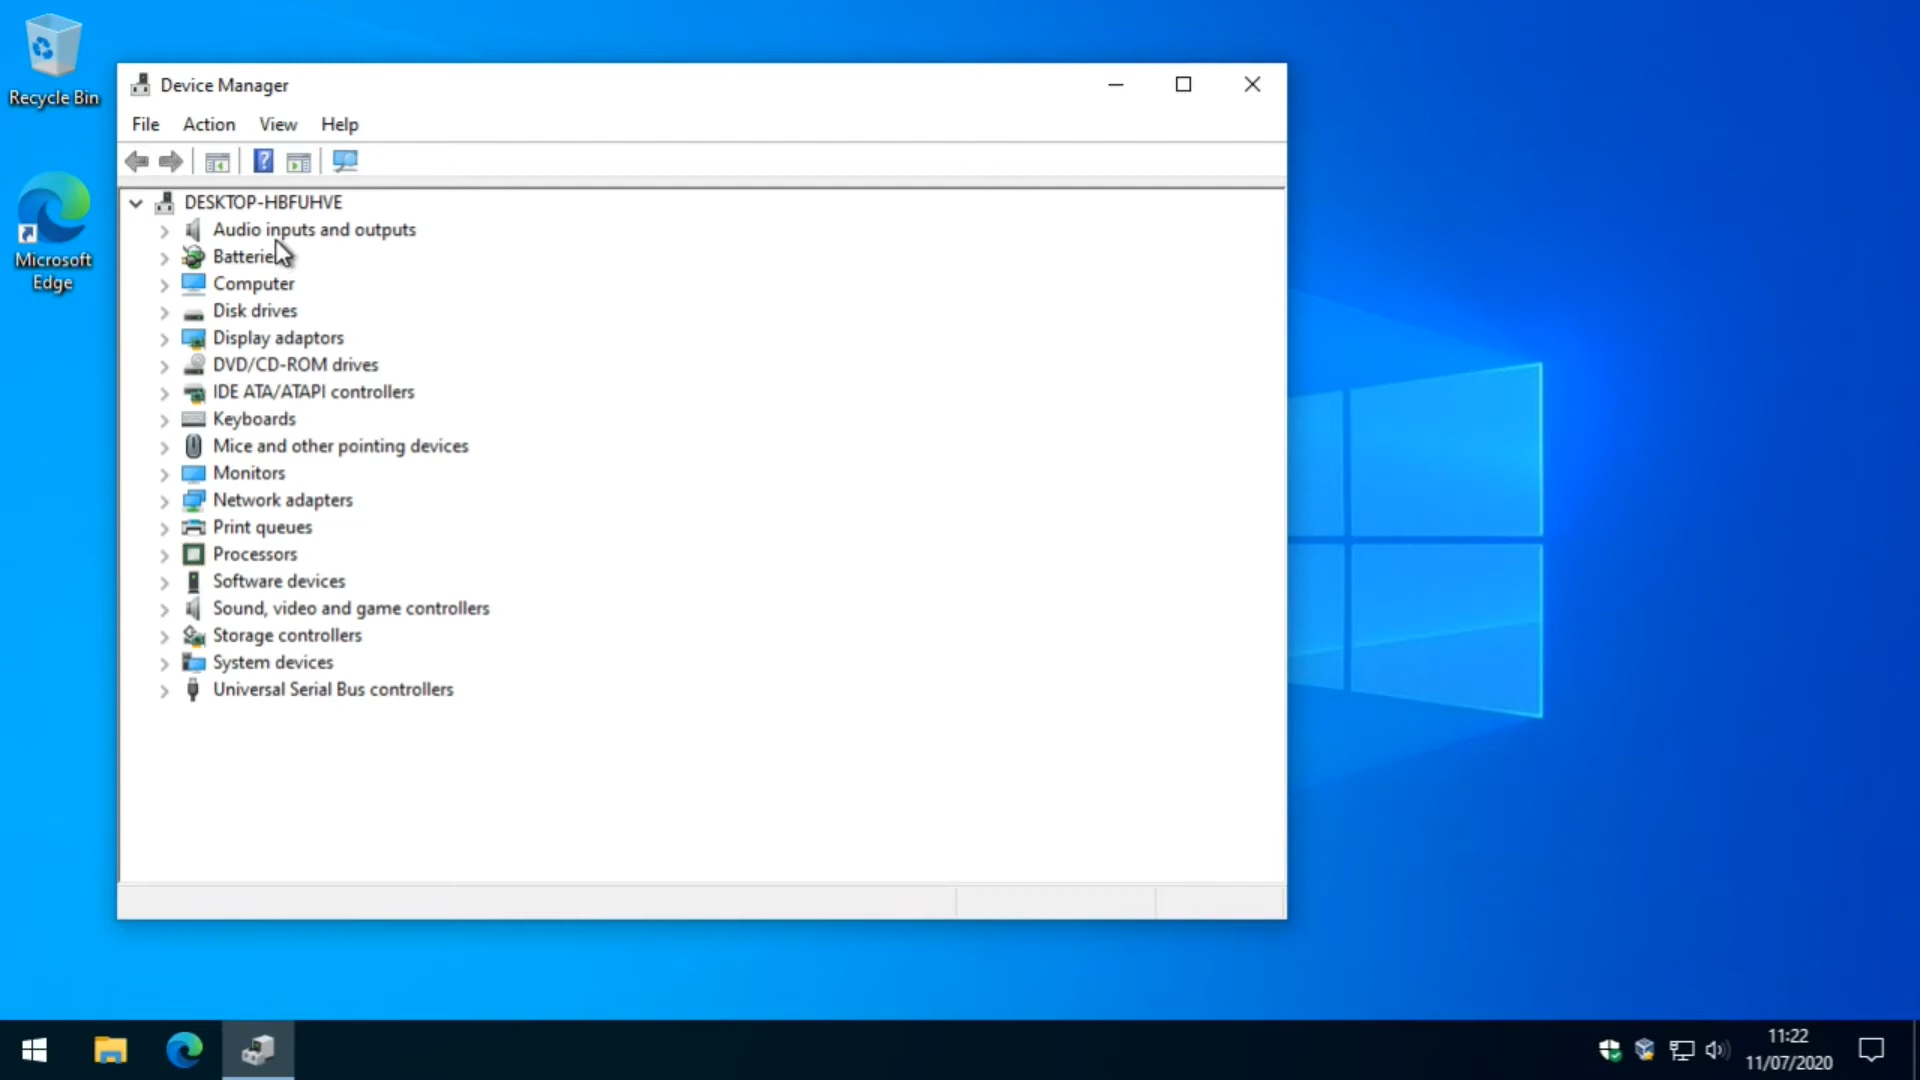 Recycle Bin
Microsoft
Edge
Device Manager
File Action View Help
DESKTOP-HBFUHVE
Audio inputs and outputs
Batterie
Computer
Disk drives
Display adaptors
DVD/CD-ROM drives
IDE ATA/ATAPI controllers
Keyboards
Mice and other pointing devices
Monitors
Network adapters
Print queues
Processors
Software devices
Sound, video and game controllers
Storage controllers
System devices
Universal Serial Bus controllers
11:22
11/07/2020